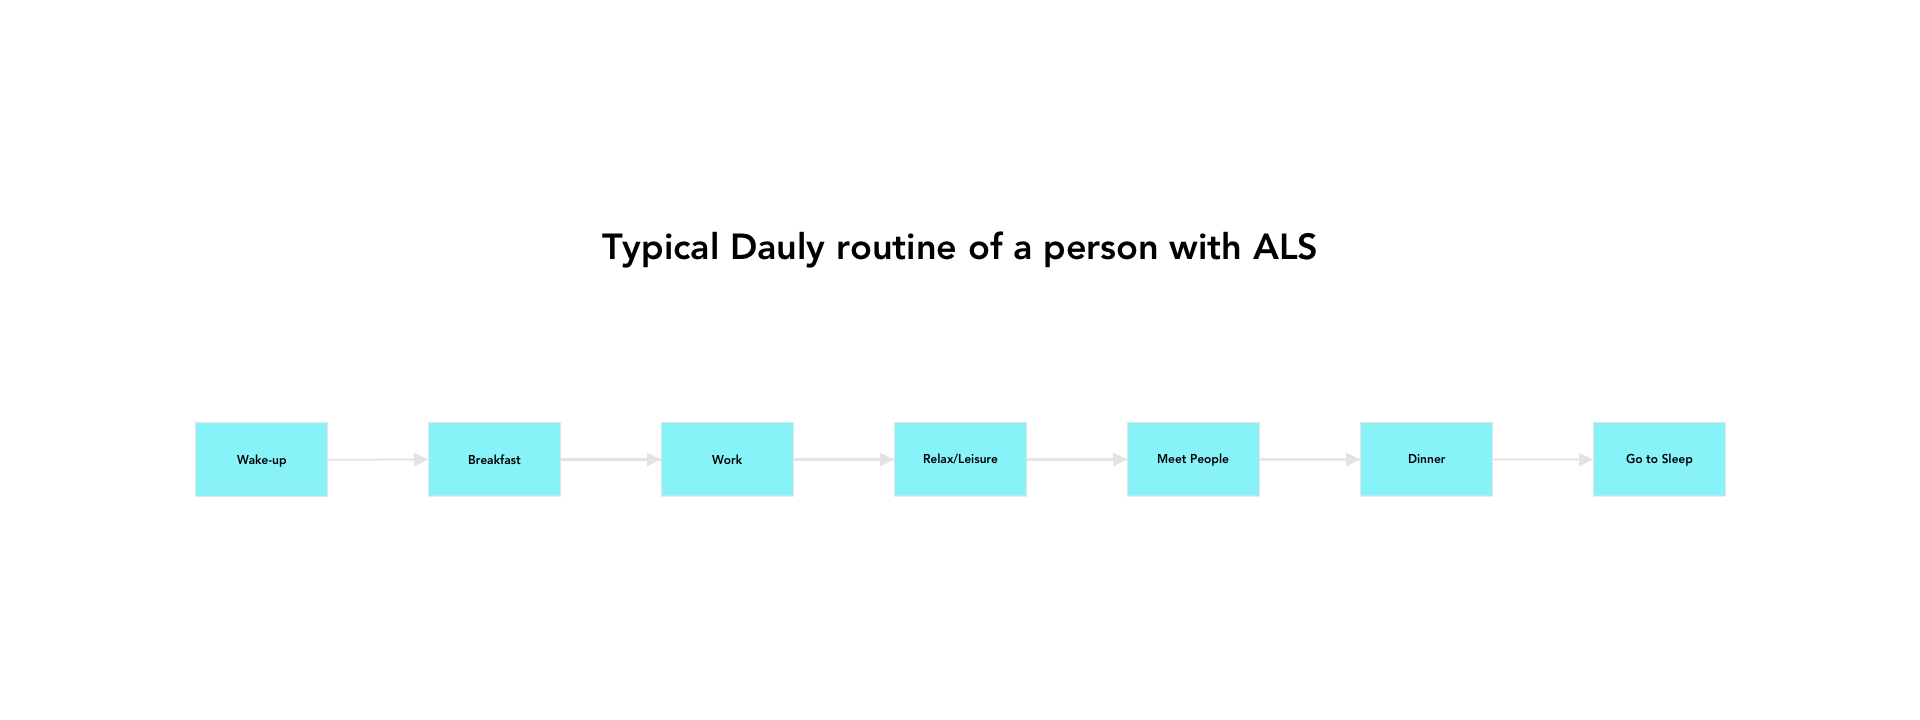 Typical Dauly routine of a person with ALS
Wake-up
Breakfast
Work
Relax/Leisure
Meet People
Dinner
Go to Sleep